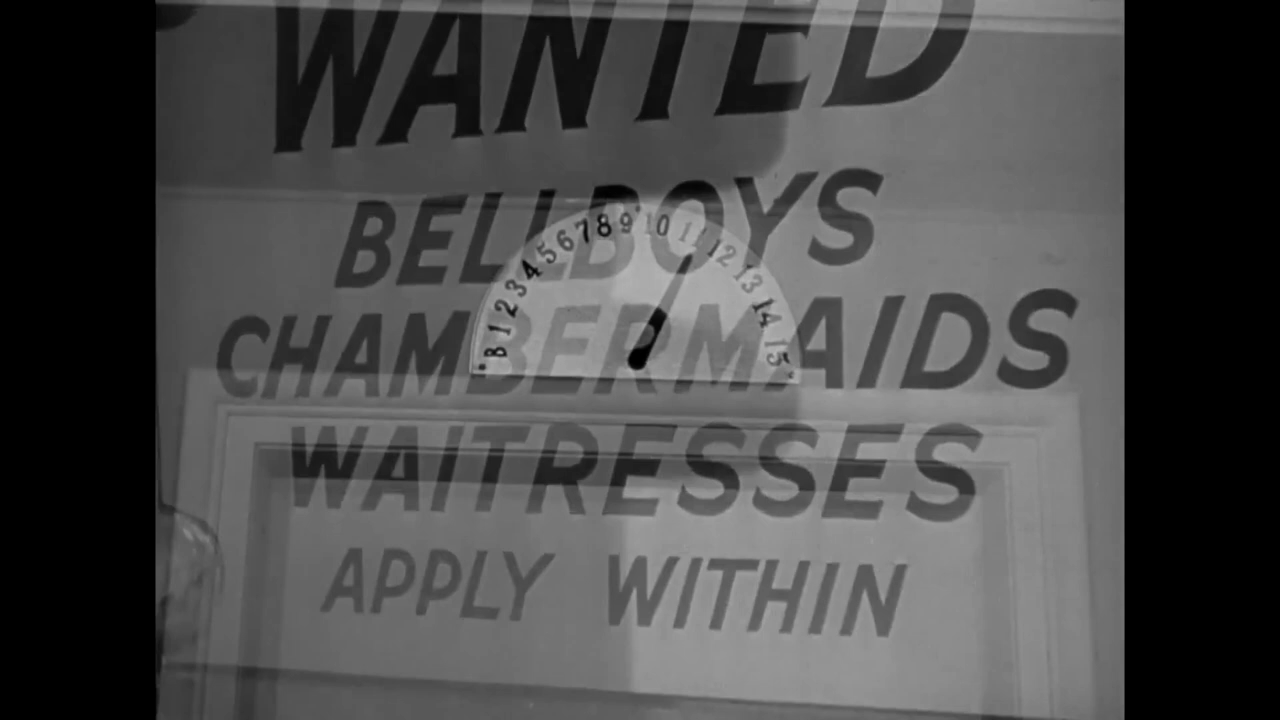 WANTED
BELLBOYS
CHAMBERMAIDS
WAITRESSES
APPLY WITHIN
B 1 2 3 4 5 6 7 8 9 10 11 12 13 14 15